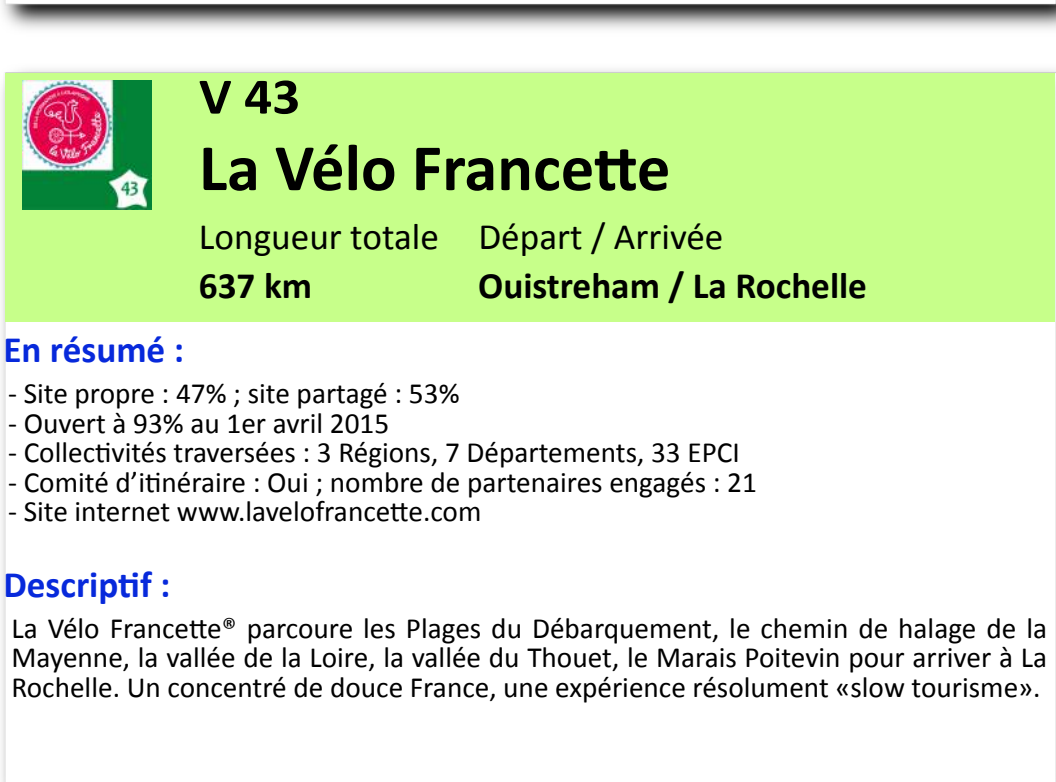 V 43
La Vélo Francette
la Vélo Francette
43
Longueur totale Départ / Arrivée
637 km Ouistreham / La Rochelle
En résumé :
- Site propre : 47% ; site partagé : 53%
- Ouvert à 93% au 1er avril 2015
- Collectivités traversées : 3 Régions, 7 Départements, 33 EPCI
- Comité d’itinéraire : Oui ; nombre de partenaires engagés : 21
- Site internet www.lavelofrancette.com
Descriptif :
La Vélo Francette® parcoure les Plages du Débarquement, le chemin de halage de la
Mayenne, la vallée de la Loire, la vallée du Thouet, le Marais Poitevin pour arriver à La
Rochelle. Un concentré de douce France, une expérience résolument «slow tourisme».